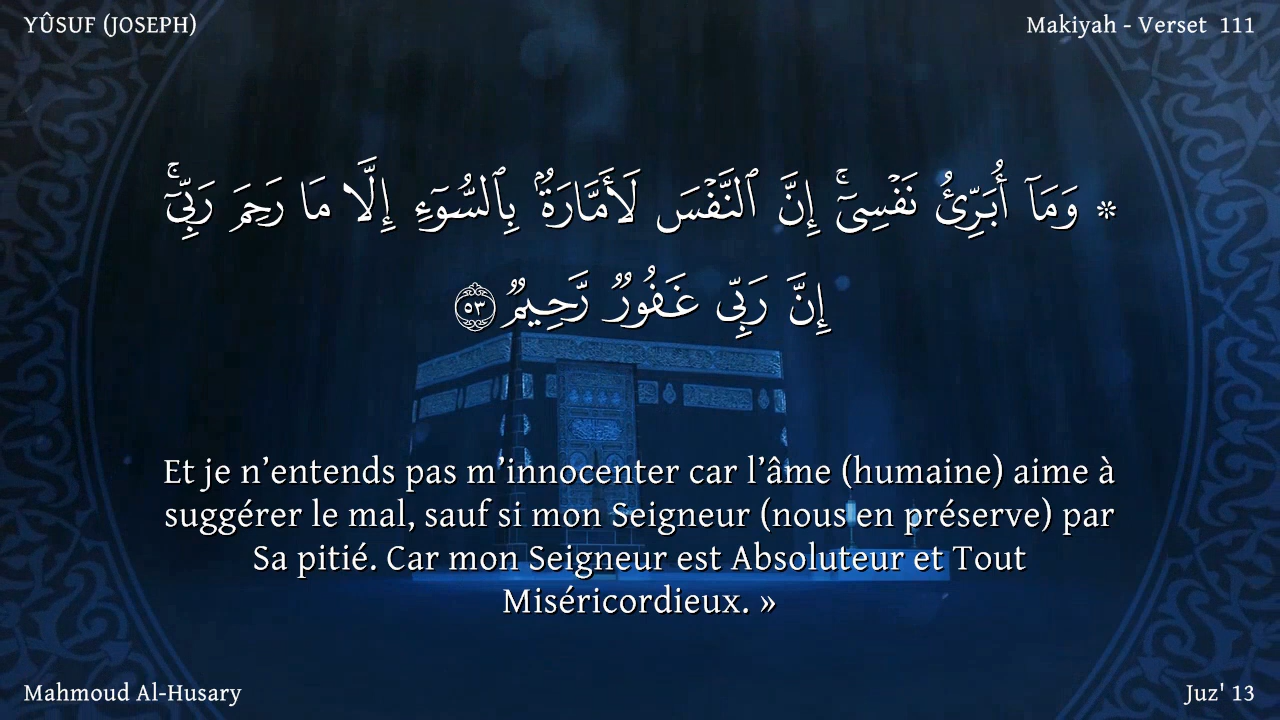 YÛSUF (JOSEPH)
Makiyah - Verset 111
۞ وَمَآ أُبَرِّئُ نَفْسِىٓ ۚ إِنَّ ٱلنَّفْسَ لَأَمَّارَةٌۢ بِٱلسُّوٓءِ إِلَّا مَا رَحِمَ رَبِّىٓ ۚ
إِنَّ رَبِّى غَفُورٌ رَّحِيمٌ ٥٣
Et je n’entends pas m’innocenter car l’âme (humaine) aime à
suggérer le mal, sauf si mon Seigneur (nous en préserve) par
Sa pitié. Car mon Seigneur est Absoluteur et Tout
Miséricordieux. »
Mahmoud Al-Husary
Juz' 13